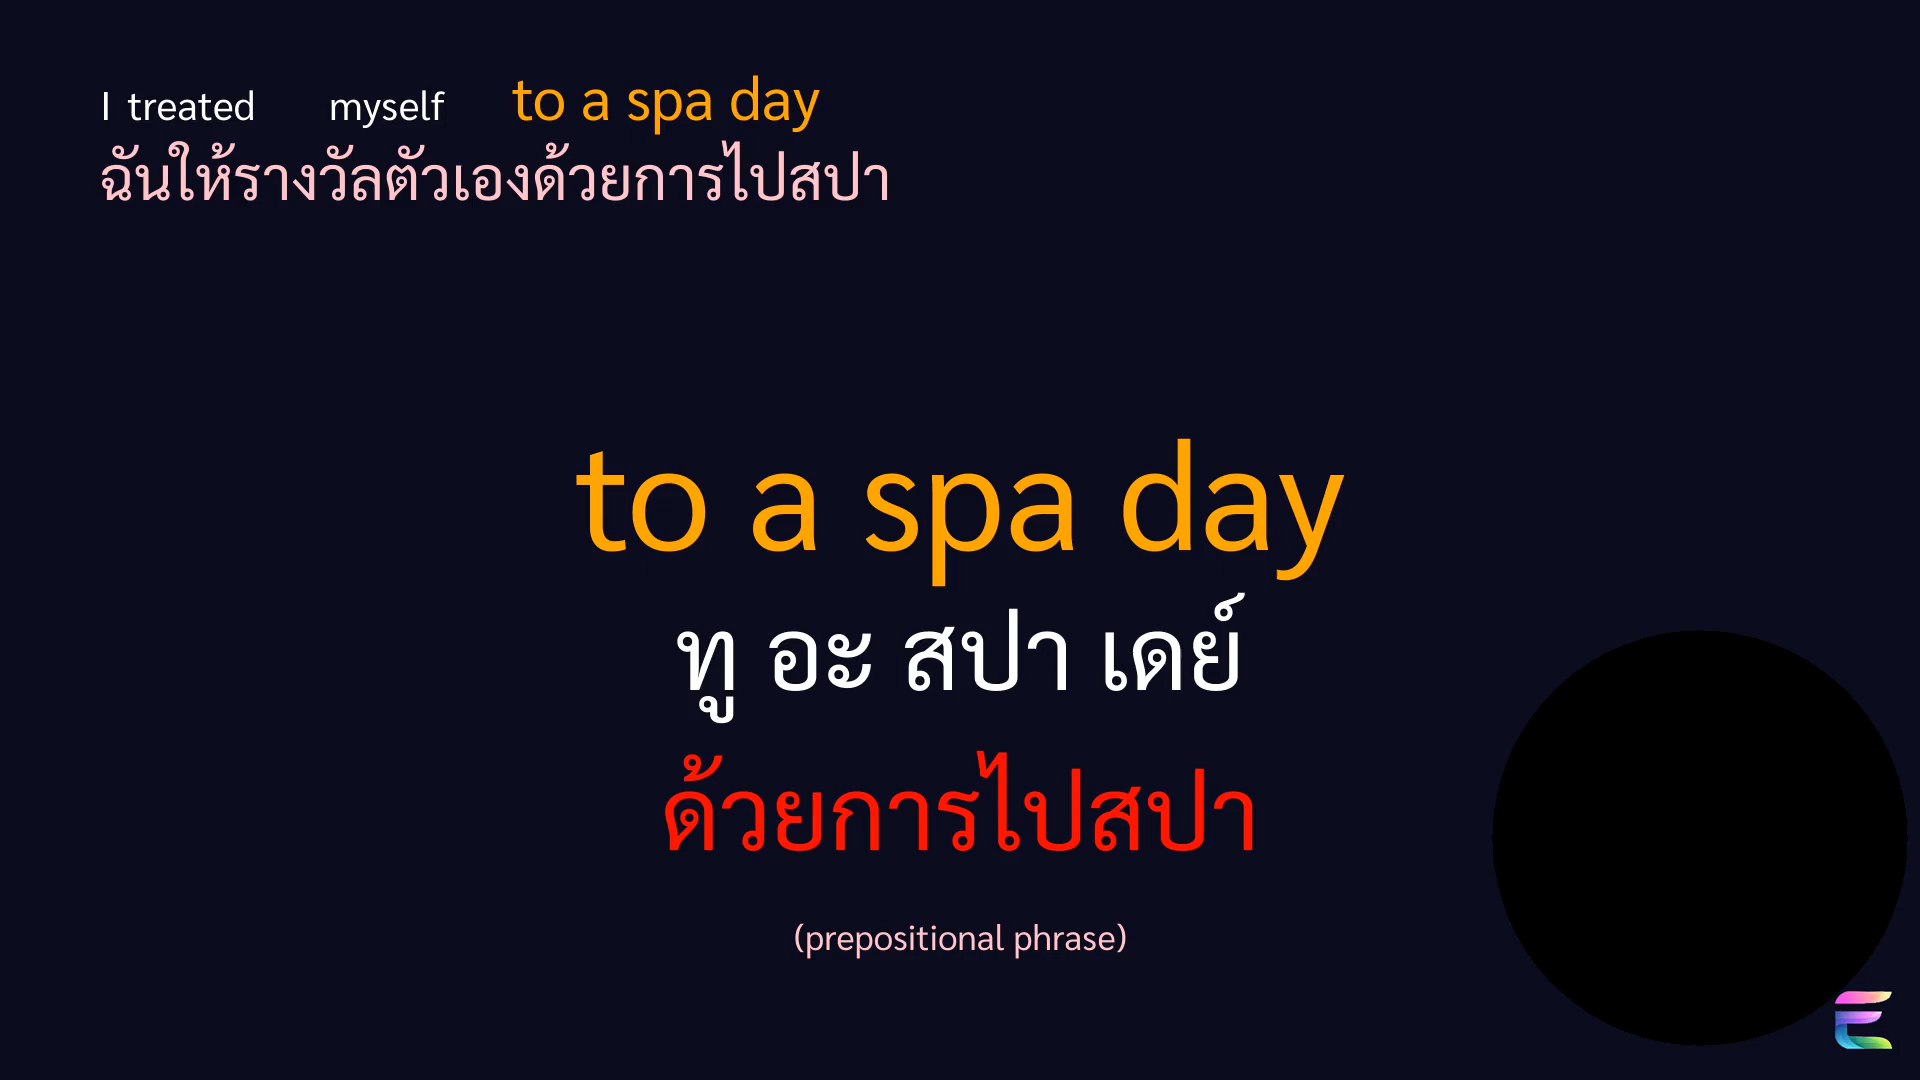 I treated myself to a spa day
ฉันให้รางวัลตัวเองด้วยการไปสปา
to a spa day
ทู อะ สปา เดย์
ด้วยการไปสปา
(prepositional phrase)